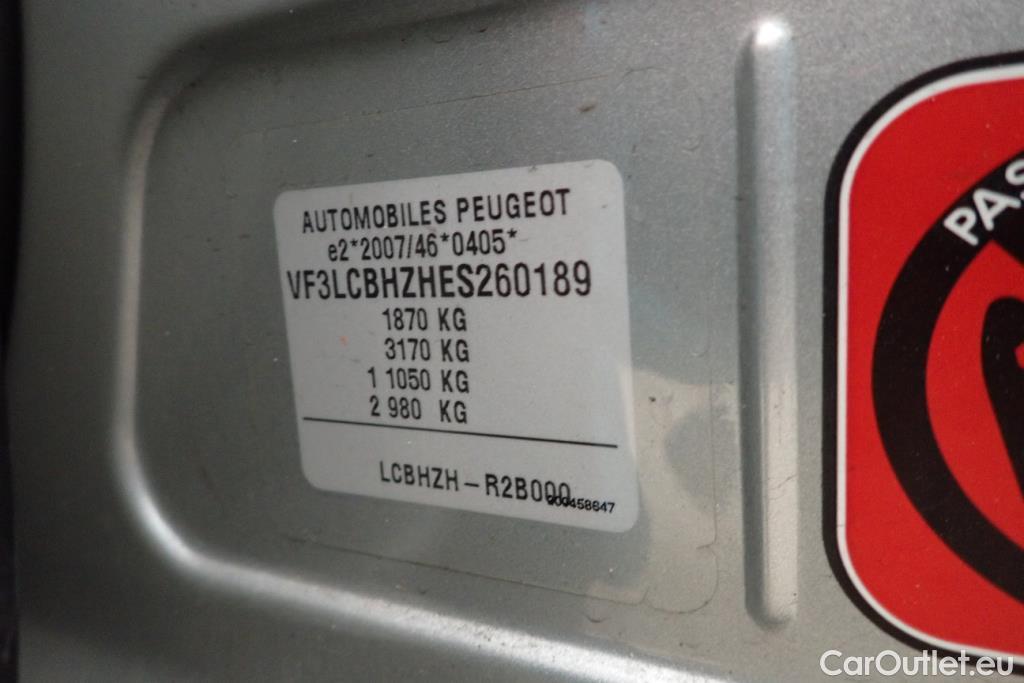 AUTOMOBILES PEUGEOT
e2*2007/46*0405*
VF3LCBHZHES260189
1870 KG
3170 KG
1 1050 KG
2 980 KG
LCBHZH-R2B000
PAS
CarOutlet.eu